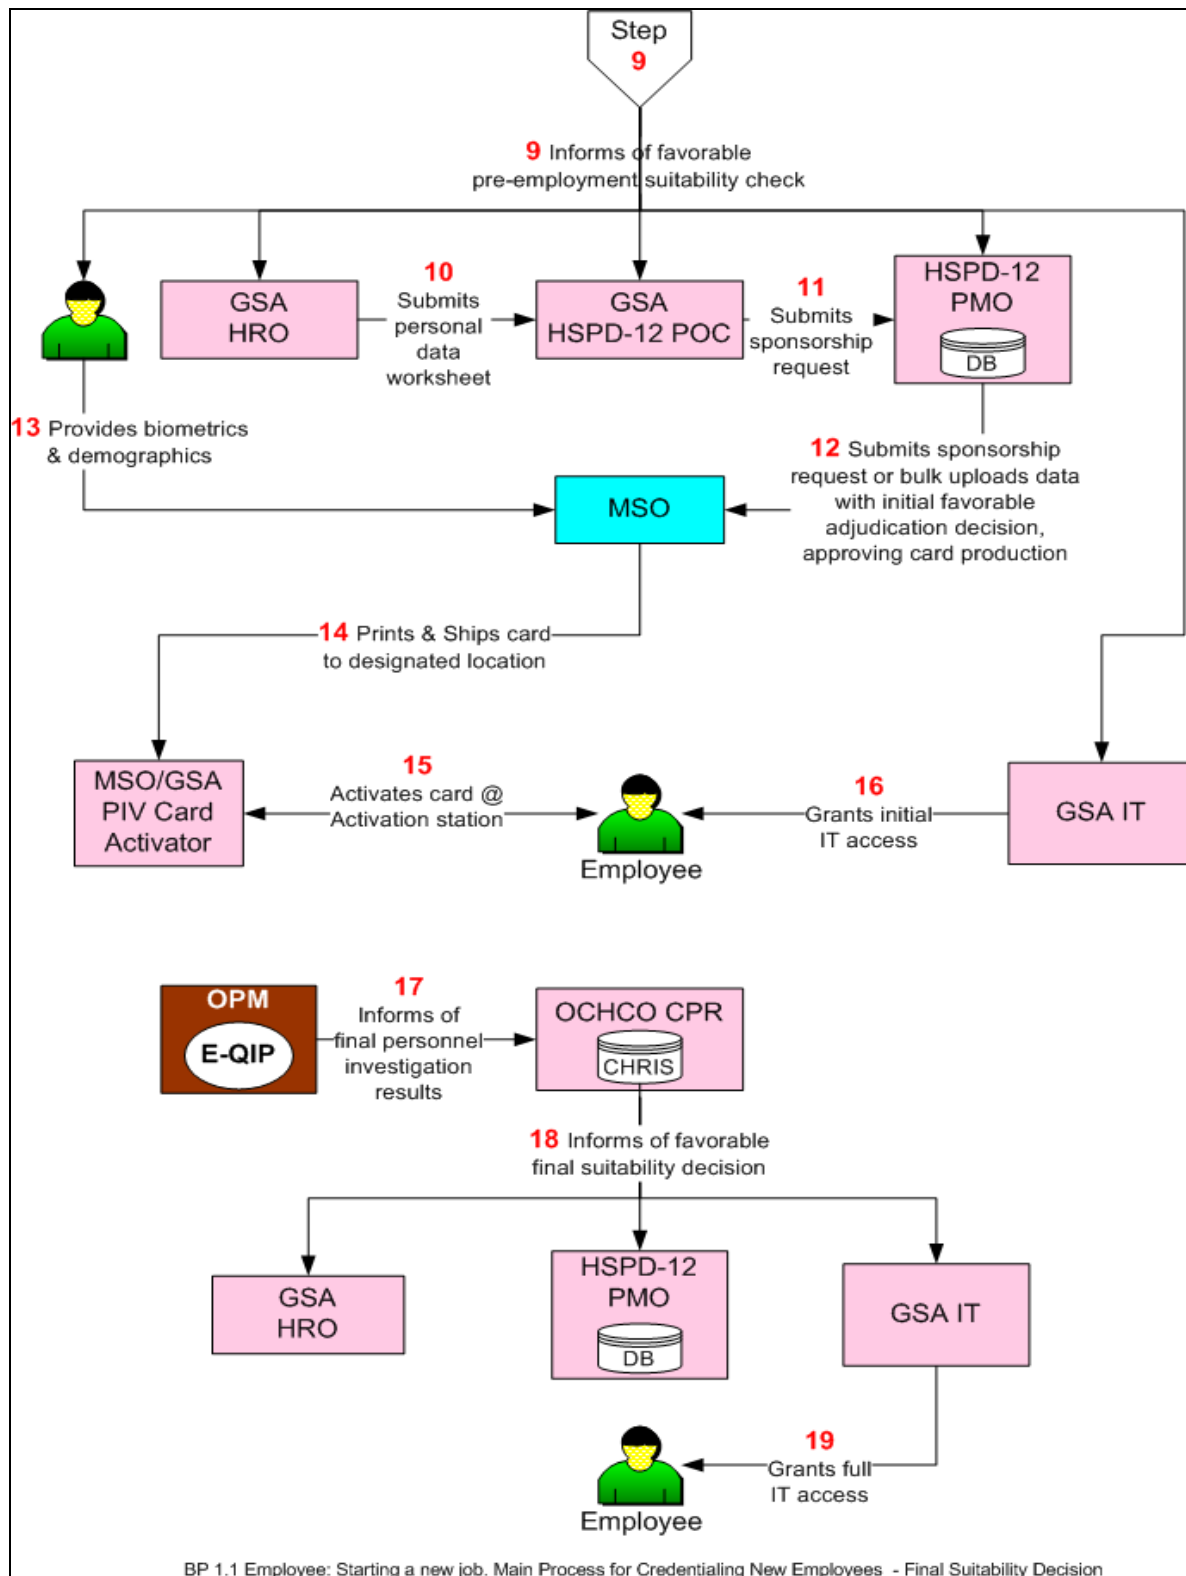 Step
9
9 Informs of favorable
pre-employment suitability check
GSA
HRO
10
Submits
personal
data
worksheet
GSA
HSPD-12 POC
11
Submits
sponsorship
request
HSPD-12
PMO
DB
13 Provides biometrics
& demographics
12 Submits sponsorship
request or bulk uploads data
with initial favorable
adjudication decision,
approving card production
MSO
14 Prints & Ships card
to designated location
MSO/GSA
PIV Card
Activator
15
Activates card @
Activation station
Employee
16
Grants initial
IT access
GSA IT
OPM
E-QIP
17
Informs of
final personnel
investigation
results
OCHCO CPR
CHRIS
18 Informs of favorable
final suitability decision
GSA
HRO
HSPD-12
PMO
DB
GSA IT
19
Grants full
IT access
Employee
BP 1.1 Employee: Starting a new job. Main Process for Credentialing New Employees - Final Suitability Decision